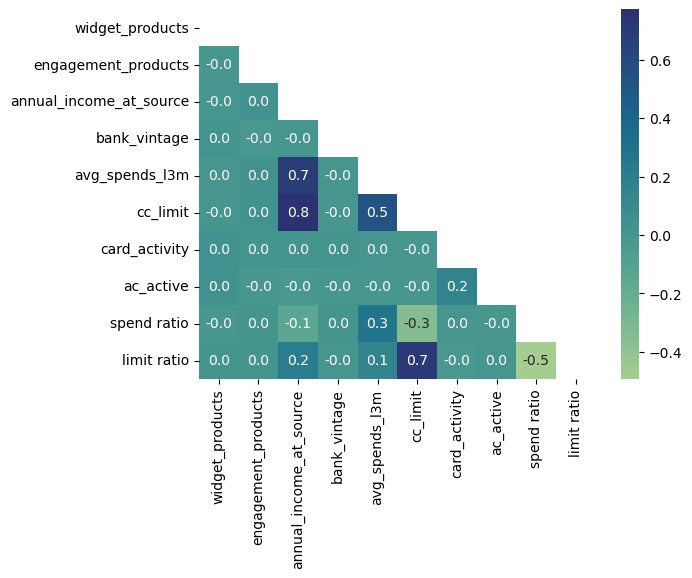 widget_products
engagement_products
-0.0
annual_income_at_source
-0.0 0.0
bank_vintage
0.0 -0.0 -0.0
avg_spends_l3m
0.0 0.0 0.7 -0.0
cc_limit
-0.0 0.0 0.8 -0.0 0.5
card_activity
0.0 0.0 0.0 0.0 0.0 -0.0
ac_active
0.0 -0.0 -0.0 -0.0 -0.0 -0.0 0.2
spend ratio
-0.0 0.0 -0.1 0.0 0.3 -0.3 0.0 -0.0
limit ratio
0.0 0.0 0.2 -0.0 0.1 0.7 -0.0 0.0 -0.5
widget_products
engagement_products
annual_income_at_source
bank_vintage
avg_spends_l3m
cc_limit
card_activity
ac_active
spend ratio
limit ratio
0.6
0.4
0.2
0.0
−0.2
−0.4